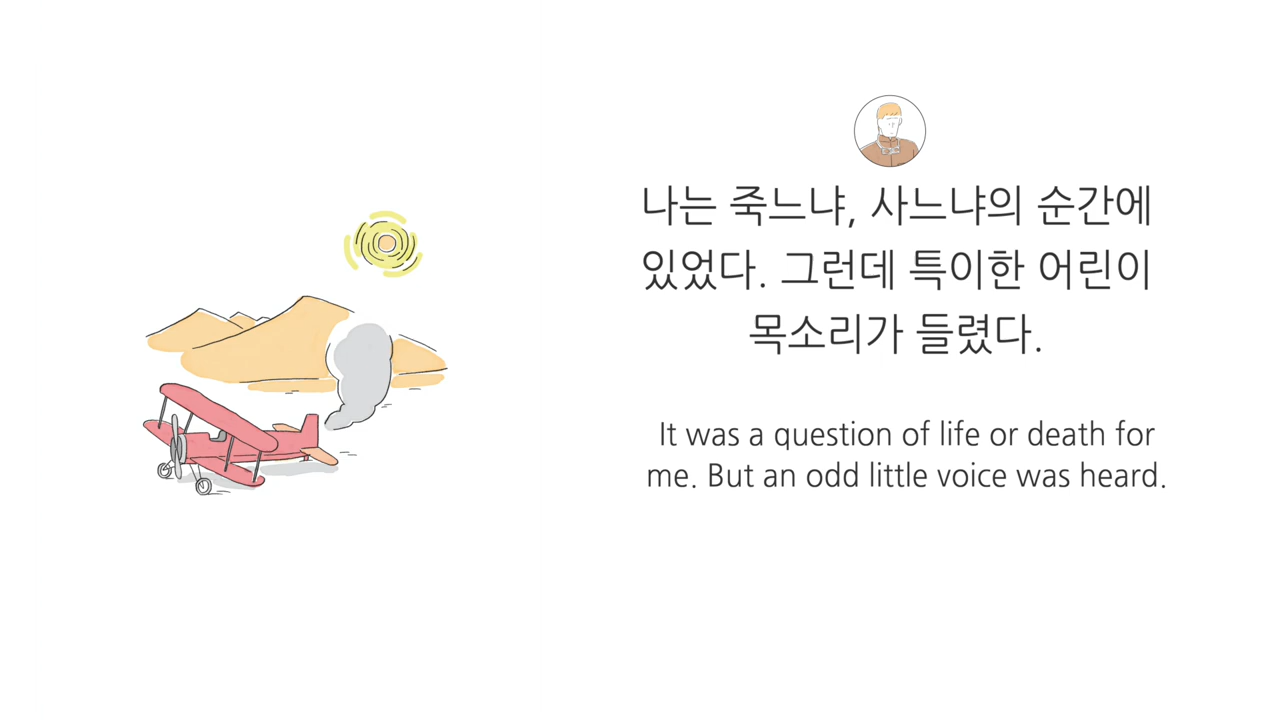 나는 죽느냐, 사느냐의 순간에
있었다. 그런데 특이한 어린이
목소리가 들렸다.
It was a question of life or death for
me. But an odd little voice was heard.